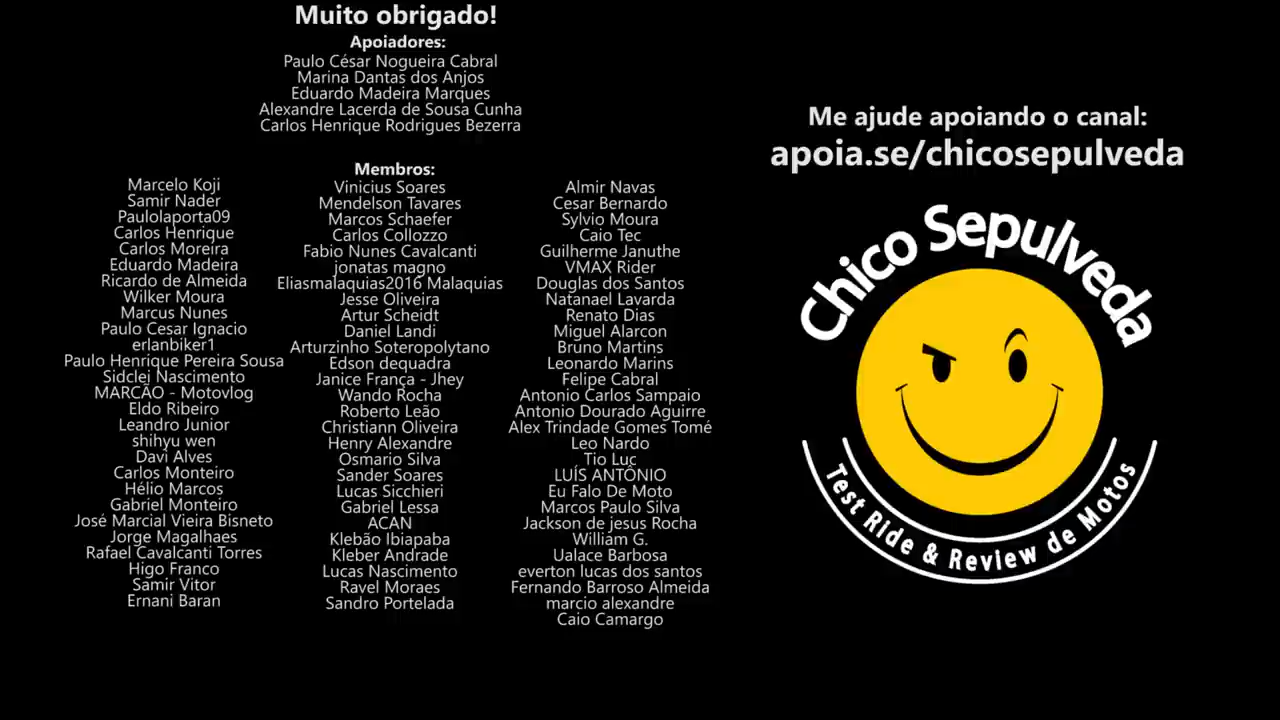 Muito obrigado!
Apoiadores:
Paulo César Nogueira Cabral
Marina Dantas dos Anjos
Eduardo Madeira Marques
Alexandre Lacerda de Sousa Cunha
Carlos Henrique Rodrigues Bezerra
Membros:
Marcelo Koji
Samir Nader
Paulolaporta09
Carlos Henrique
Carlos Moreira
Eduardo Madeira
Ricardo de Almeida
Wilker Moura
Marcus Nunes
Paulo Cesar Ignacio
erlanbiker1
Paulo Henrique Pereira Sousa
Sidclei Nascimento
MARCÃO - Motovlog
Eldo Ribeiro
Leandro Junior
shihyu wen
Davi Alves
Carlos Monteiro
Hélio Marcos
Gabriel Monteiro
José Marcial Vieira Bisneto
Jorge Magalhaes
Rafael Cavalcanti Torres
Higo Franco
Samir Vitor
Ernani Baran
Vinicius Soares
Mendelson Tavares
Marcos Schaefer
Carlos Collozzo
Fabio Nunes Cavalcanti
jonatas magno
Eliasmalaquias2016 Malaquias
Jesse Oliveira
Artur Scheidt
Daniel Landi
Arturzinho Soteropolytano
Edson dequadra
Janice França - Jhey
Wando Rocha
Roberto Leão
Christiann Oliveira
Henry Alexandre
Osmario Silva
Sander Soares
Lucas Sicchieri
Gabriel Lessa
ACAN
Klebão Ibiapaba
Kleber Andrade
Lucas Nascimento
Ravel Moraes
Sandro Portelada
Almir Navas
Cesar Bernardo
Sylvio Moura
Caio Tec
Guilherme Januthe
VMAX Rider
Douglas dos Santos
Natanael Lavarda
Renato Dias
Miguel Alarcon
Bruno Martins
Leonardo Marins
Felipe Cabral
Antonio Carlos Sampaio
Antonio Dourado Aguirre
Alex Trindade Gomes Tomé
Leo Nardo
Tio Luc
LUÍS ANTÔNIO
Eu Falo De Moto
Marcos Paulo Silva
Jackson de jesus Rocha
William G.
Ualace Barbosa
everton lucas dos santos
Fernando Barroso Almeida
marcio alexandre
Caio Camargo
Me ajude apoiando o canal:
apoia.se/chicosepulveda
Chico Sepulveda
Test Ride & Review de Motos